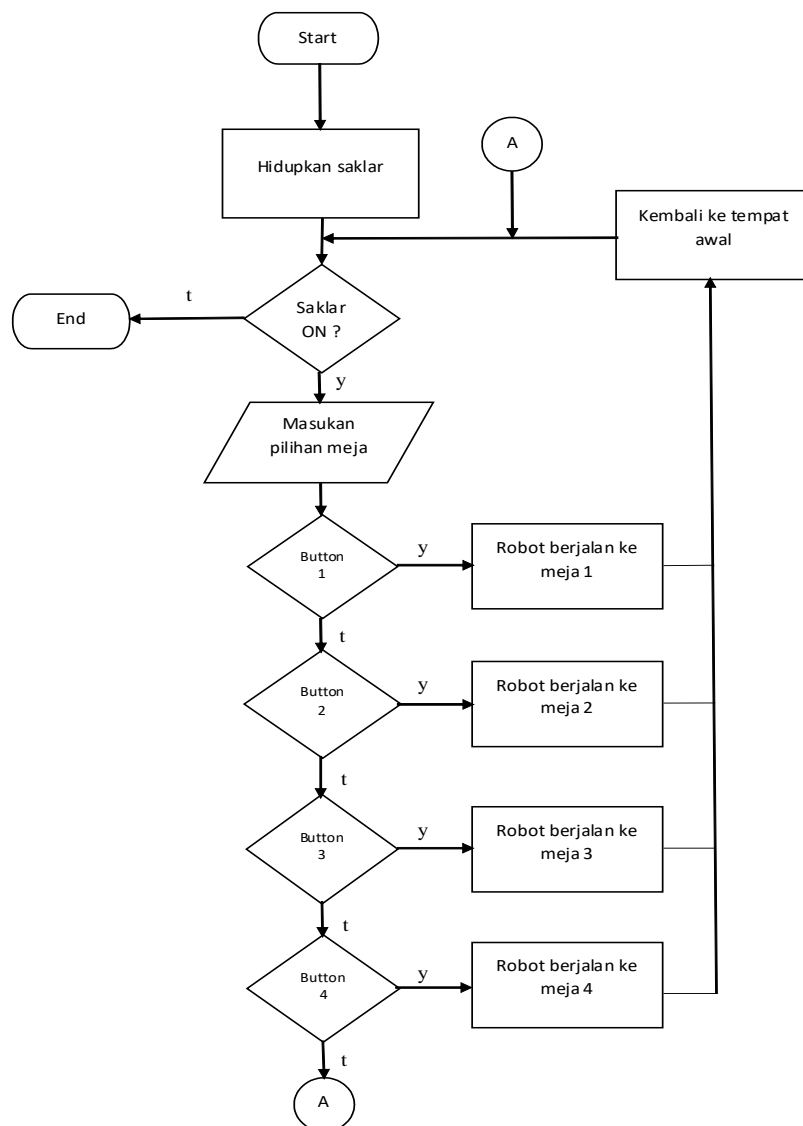 Start
Hidupkan saklar
A
Kembali ke tempat
awal
t
End
Saklar
ON ?
y
Masukan
pilihan meja
Button
1
y
Robot berjalan ke
meja 1
t
Button
2
y
Robot berjalan ke
meja 2
t
Button
3
y
Robot berjalan ke
meja 3
t
Button
4
y
Robot berjalan ke
meja 4
t
A